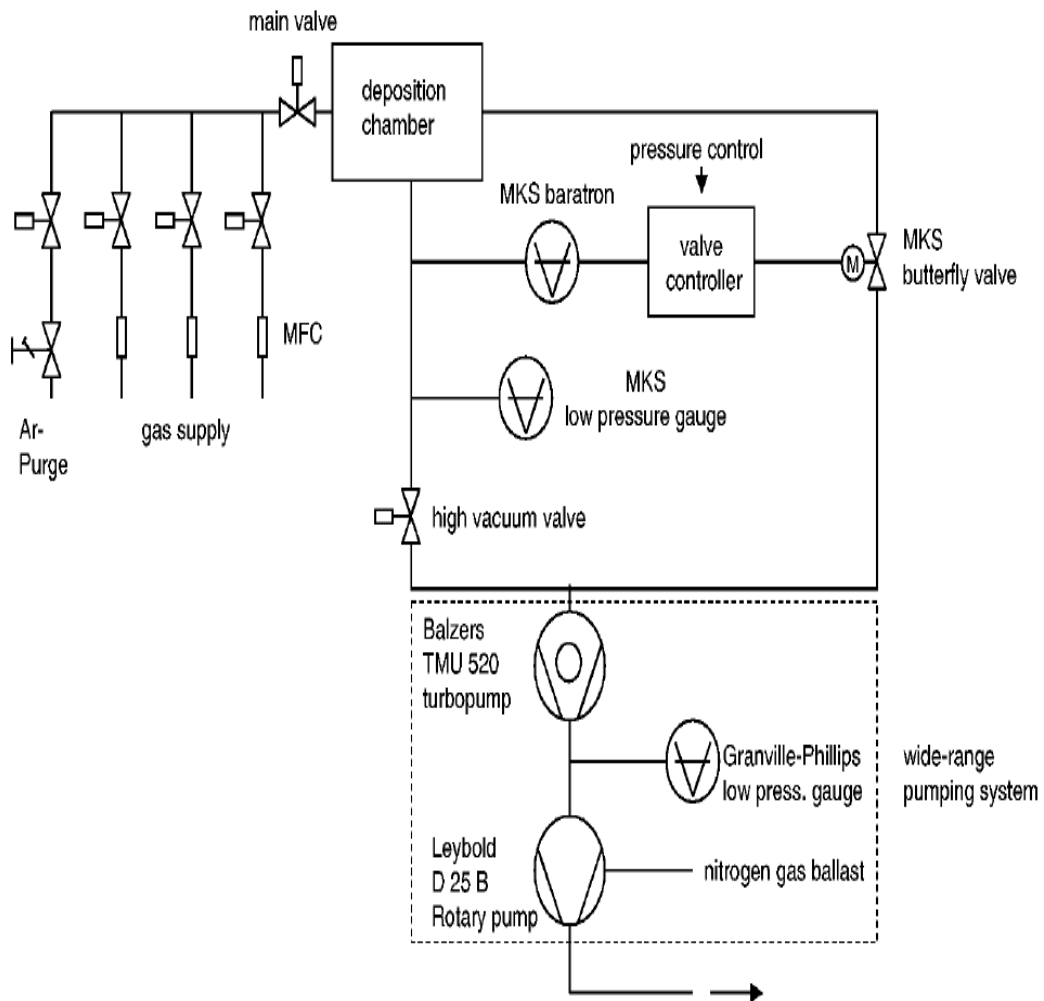 main valve
deposition
chamber
pressure control
MKS baratron
valve
controller
M
MKS
butterfly valve
MFC
MKS
low pressure gauge
Ar-
Purge
gas supply
high vacuum valve
Balzers
TMU 520
turbopump
Granville-Phillips
low press. gauge
wide-range
pumping system
Leybold
D 25 B
Rotary pump
nitrogen gas ballast